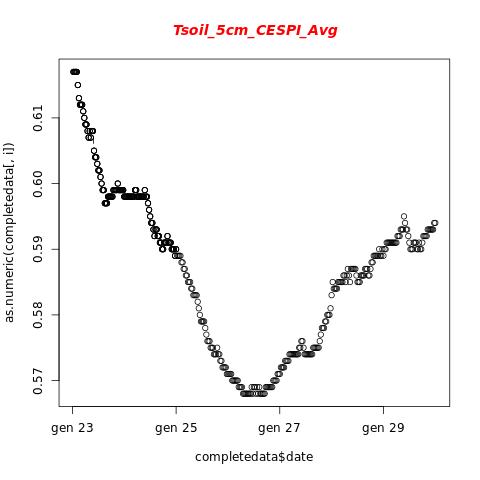 Tsoil_5cm_CESPI_Avg
as.numeric(completedata[, i])
0.61
0.60
0.59
0.58
0.57
gen 23 gen 25 gen 27 gen 29
completedata$date